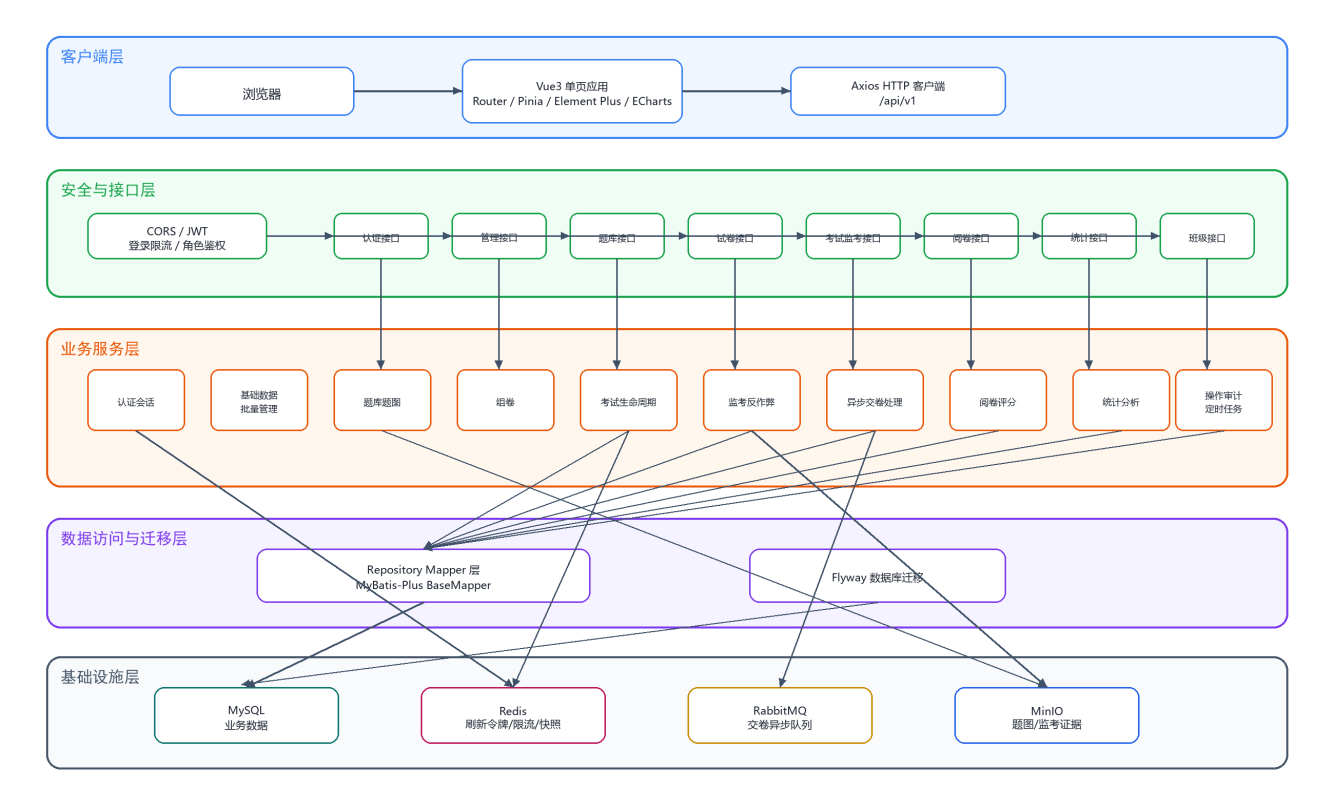 客户端层
浏览器
Vue3 单页应用
Router / Pinia / Element Plus / ECharts
Axios HTTP 客户端
/api/v1
安全与接口层
CORS / JWT
登录限流 / 角色鉴权
认证接口
管理接口
题库接口
试卷接口
考试监考接口
阅卷接口
统计接口
班级接口
业务服务层
认证会话
基础数据
批量管理
题库题图
组卷
考试生命周期
监考反作弊
异步交卷处理
阅卷评分
统计分析
操作审计
定时任务
数据访问与迁移层
Repository Mapper 层
MyBatis-Plus BaseMapper
Flyway 数据库迁移
基础设施层
MySQL
业务数据
Redis
刷新令牌/限流/快照
RabbitMQ
交卷异步队列
MinIO
题图/监考证据